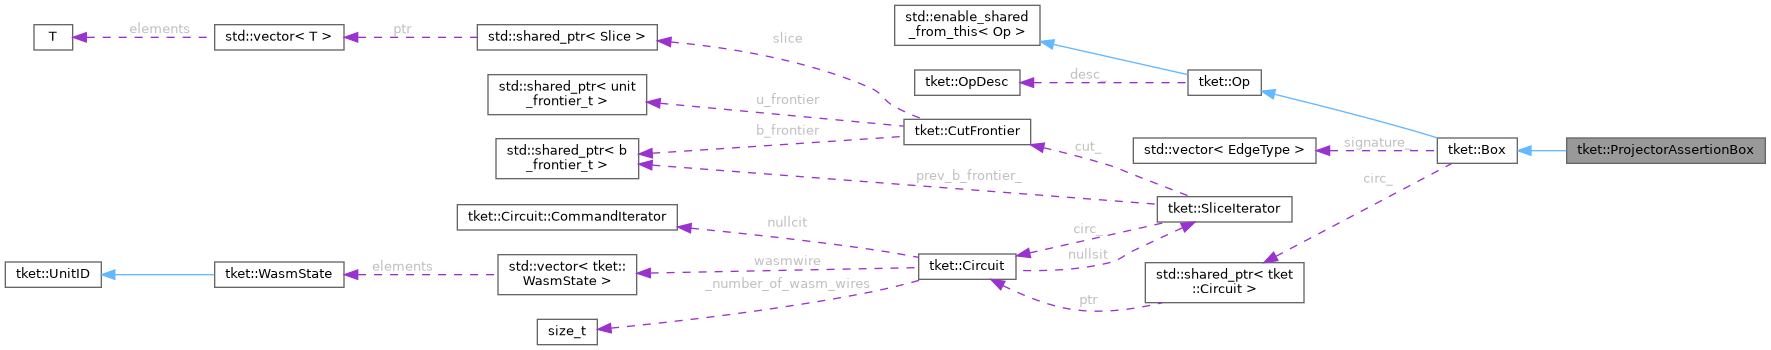 std::enable_shared
_from_this< Op >
T
elements
std::vector< T >
ptr
std::shared_ptr< Slice >
slice
tket::OpDesc
desc_
tket::Op
std::shared_ptr< unit
_frontier_t >
u_frontier
b_frontier
tket::CutFrontier
std::shared_ptr< b
_frontier_t >
cut_
std::vector< EdgeType >
signature_
tket::Box
tket::ProjectorAssertionBox
prev_b_frontier_
circ_
tket::SliceIterator
tket::Circuit::CommandIterator
nullcit
circ_
nullsit
tket::UnitID
tket::WasmState
elements
std::vector< tket::
WasmState >
wasmwire
_number_of_wasm_wires
tket::Circuit
ptr
std::shared_ptr< tket
::Circuit >
size_t